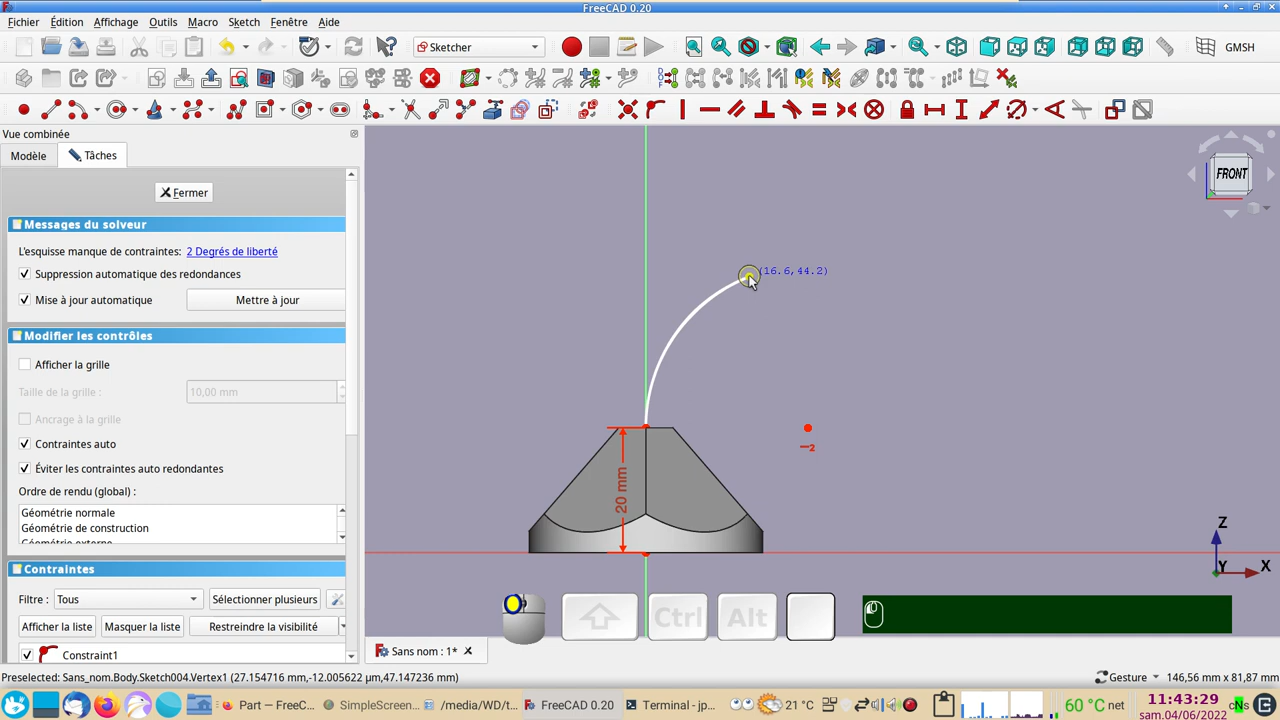 FreeCAD 0.20
Fichier Édition Affichage Outils Macro Sketch Fenêtre Aide
Sketcher
GMSH
Vue combinée
Modèle Tâches
Fermer
Messages du solveur
L'esquisse manque de contraintes: 2 Degrés de liberté
Suppression automatique des redondances
Mise à jour automatique Mettre à jour
Modifier les contrôles
Afficher la grille
Taille de la grille : 10,00 mm
Ancrage à la grille
Contraintes auto
Éviter les contraintes auto redondantes
Ordre de rendu (global) :
Géométrie normale
Géométrie de construction
Géométrie externe
Contraintes
Filtre : Tous Sélectionner plusieurs
Afficher la liste Masquer la liste Restreindre la visibilité
Constraint1
(16.6,44.2)
FRONT
20 mm
2
Z
Y X
Ctrl Alt
Sans nom : 1*
Preselected: Sans_nom.Body.Sketch004.Vertex1 (27.154716 mm,-12.005622 µm,47.147236 mm)
Gesture 146,56 mm x 81,87 mm
Part — FreeC... SimpleScreen... /media/WD/t... FreeCAD 0.20 Terminal - jp... 21 °C 60 °C net 11:43:29
sam.04/06/2022